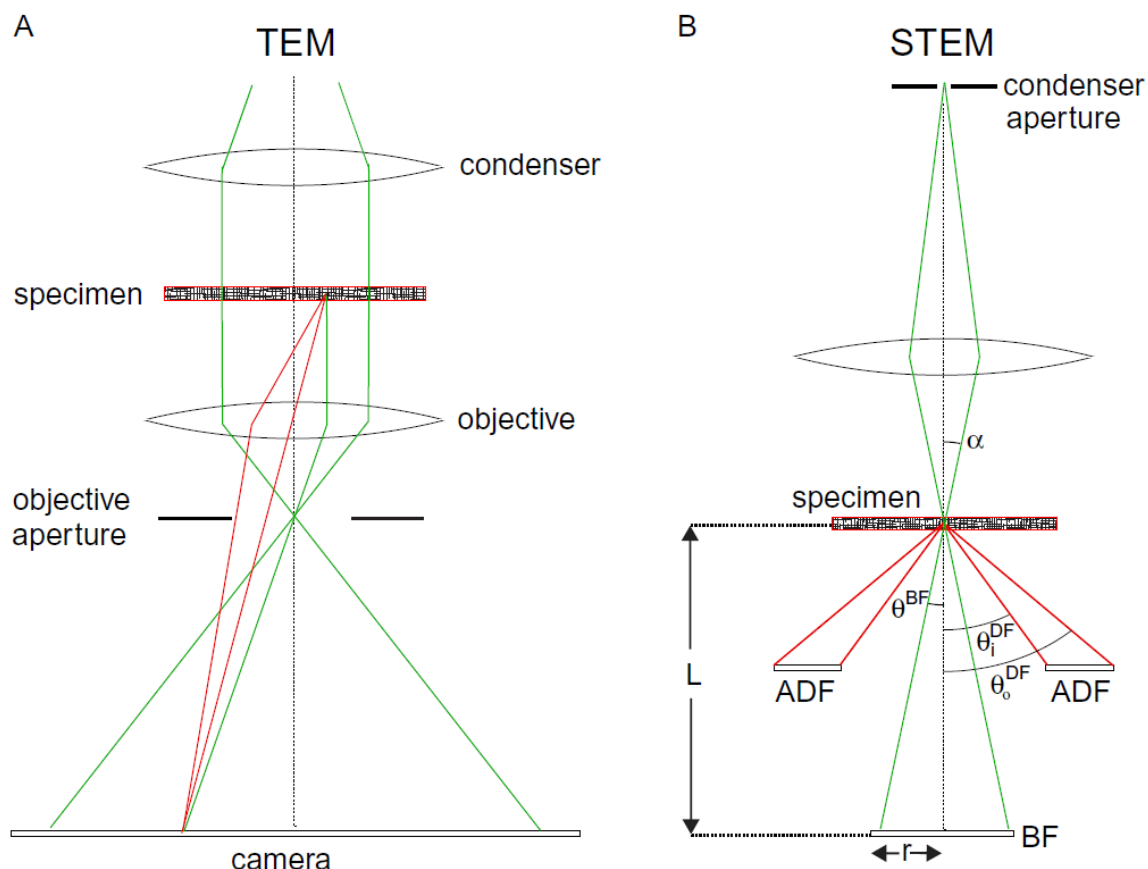 A
TEM
condenser
specimen
objective
objective
aperture
camera
B
STEM
condenser
aperture
α
specimen
θ^BF
θ_i^DF
θ_o^DF
L
ADF
ADF
BF
r